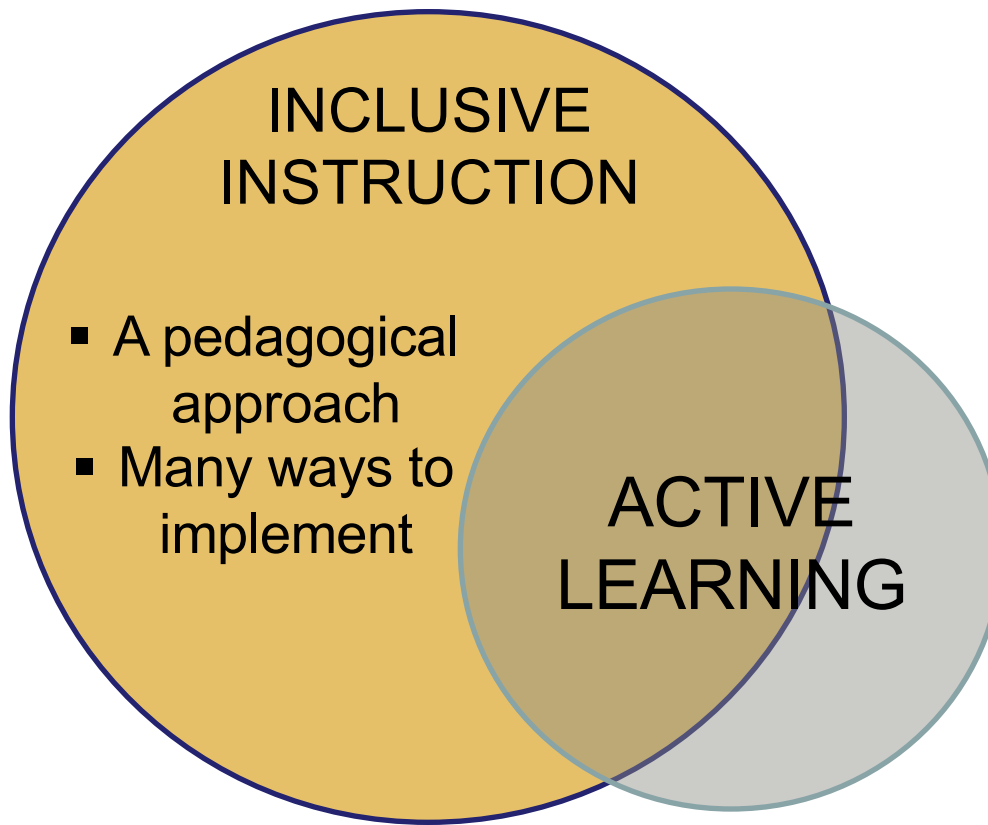 INCLUSIVE
INSTRUCTION
▪ A pedagogical
approach
▪ Many ways to
implement
ACTIVE
LEARNING